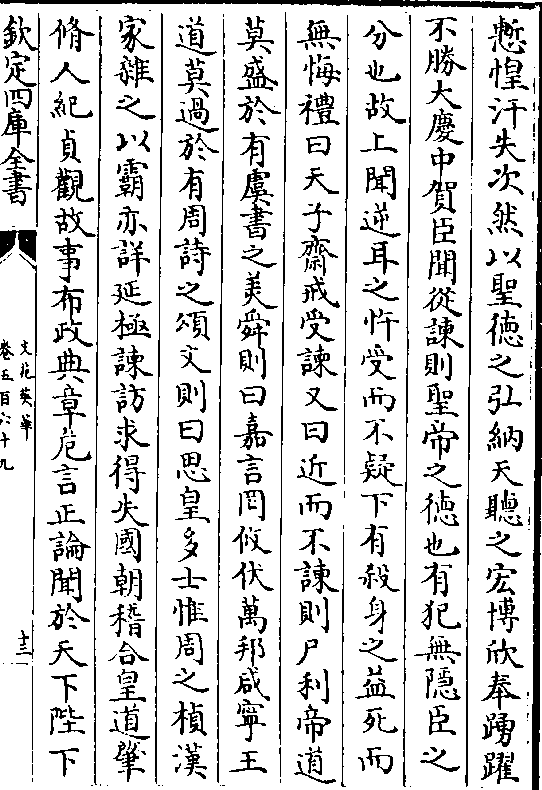 慙惶汗失次然以聖德之弘納天聽之宏博欣奉踴躍
不勝大慶中賀臣聞從諫則聖帝之德也有犯無隱臣之
分也故上聞逆耳之忤受而不疑下有殺身之益死而
無悔禮曰天子齋戒受諫又曰近而不諫則尸利帝道
莫盛於有虞書之美舜則曰嘉言罔攸伏萬邦咸寧王
道莫過於有周詩之頌文則曰思皇多士惟周之楨漢
家雜之以霸亦詳延極諫訪求得失國朝稽合皇道肇
脩人紀貞觀故事布政典章危言正論聞於天下陛下
欽定四庫全書
文苑英華
卷五百六十九
十三